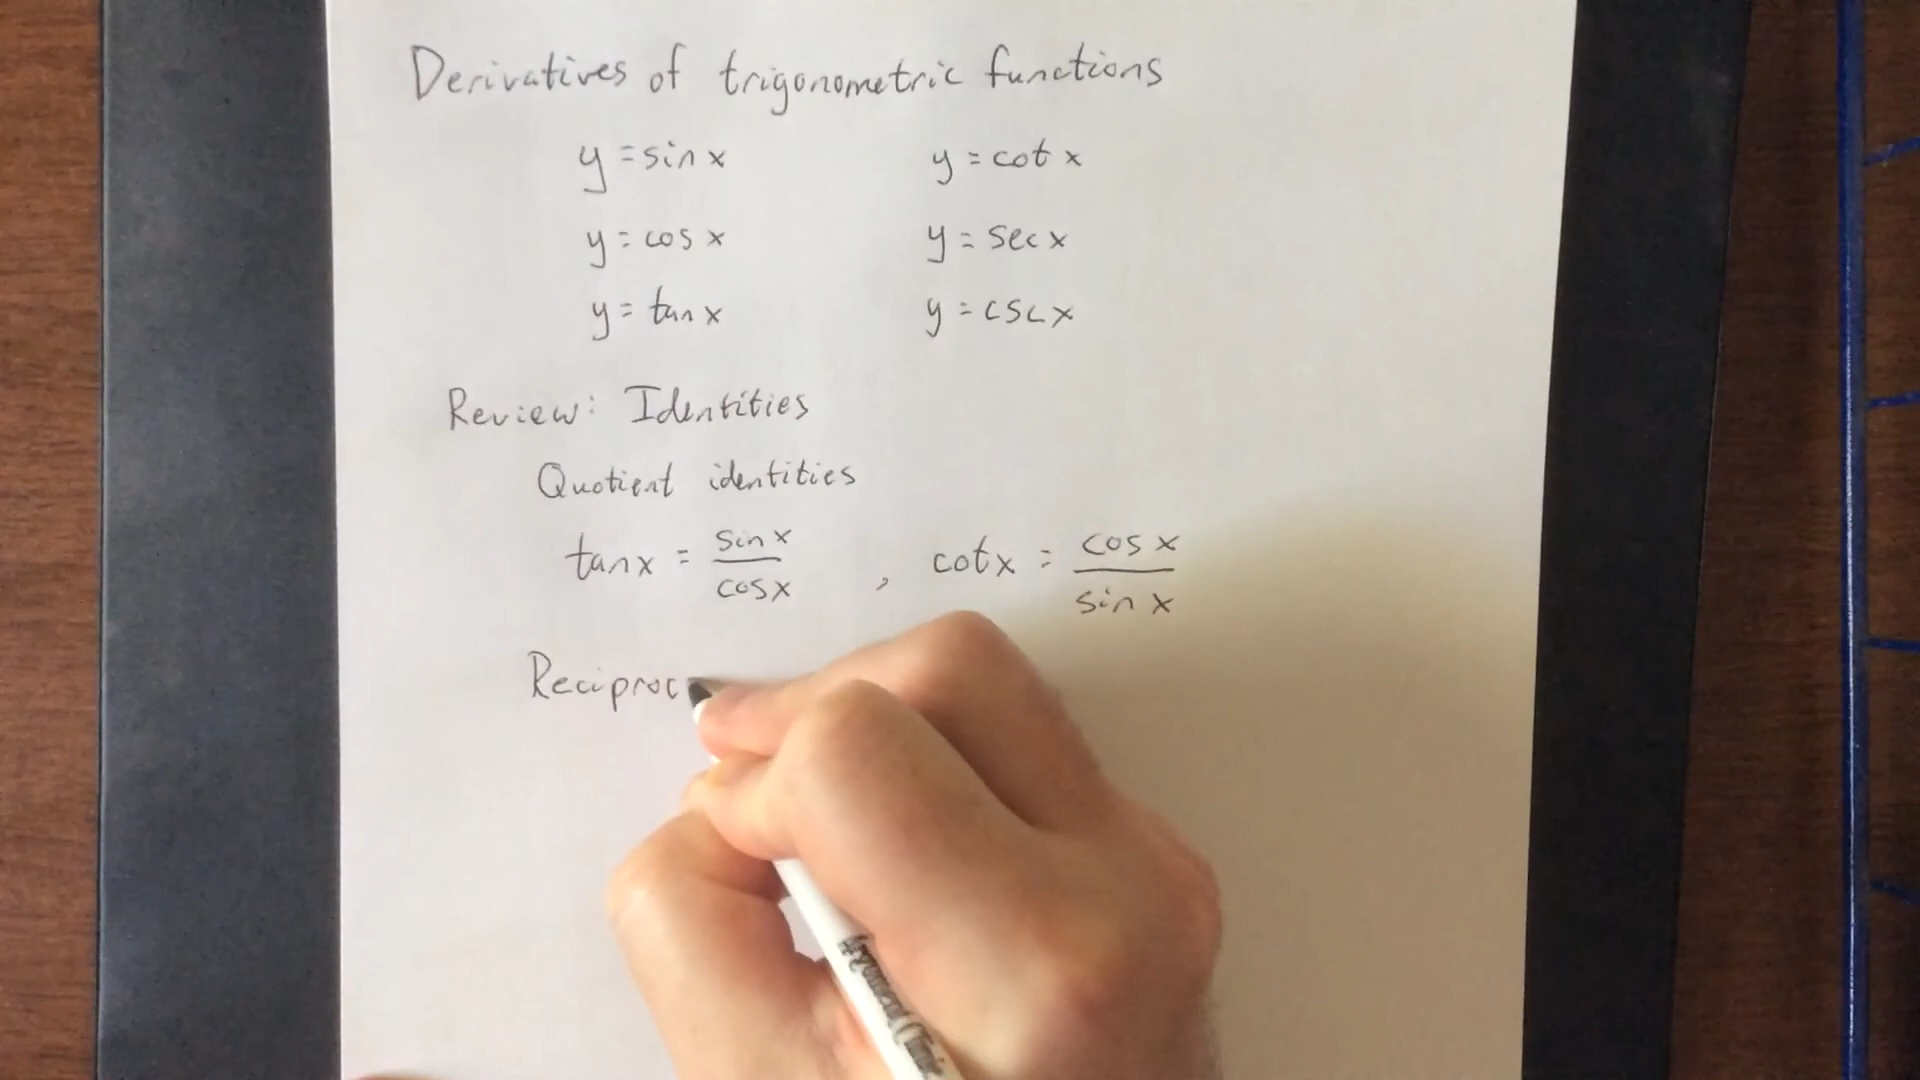 Derivatives of trigonometric functions
y = sin x y = cot x
y = cos x y = sec x
y = tan x y = csc x
Review: Identities
Quotient identities
tan x = sin x / cos x , cot x = cos x / sin x
Reciproc